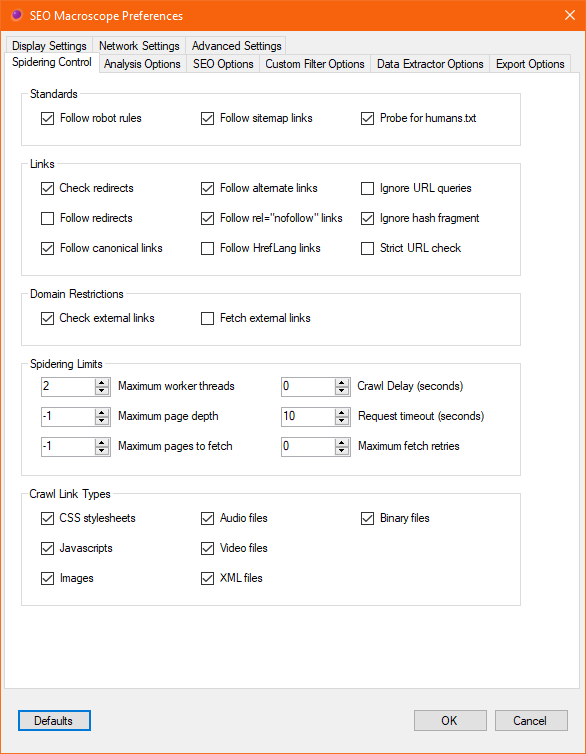 SEO Macroscope Preferences
Display Settings Network Settings Advanced Settings
Spidering Control Analysis Options SEO Options Custom Filter Options Data Extractor Options Export Options
Standards
Follow robot rules Follow sitemap links Probe for humans.txt
Links
Check redirects Follow alternate links Ignore URL queries
Follow redirects Follow rel="nofollow" links Ignore hash fragment
Follow canonical links Follow HrefLang links Strict URL check
Domain Restrictions
Check external links Fetch external links
Spidering Limits
2 Maximum worker threads 0 Crawl Delay (seconds)
-1 Maximum page depth 10 Request timeout (seconds)
-1 Maximum pages to fetch 0 Maximum fetch retries
Crawl Link Types
CSS stylesheets Audio files Binary files
Javascripts Video files
Images XML files
Defaults OK Cancel